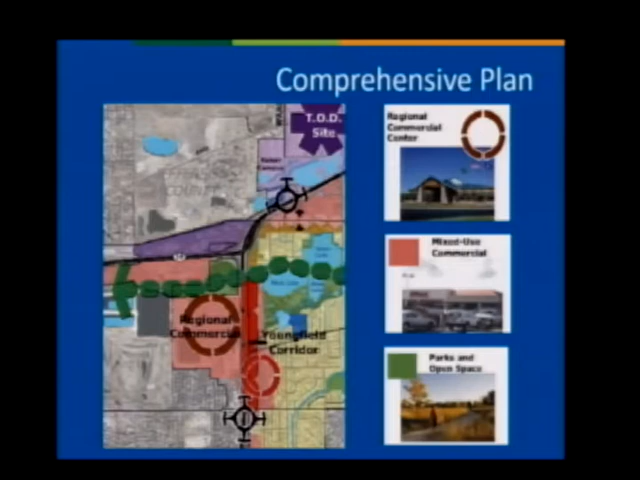 Comprehensive Plan
T.O.D.
Site
Regional
Commercial
Youngfield
Corridor
Regional
Commercial
Center
Mixed-Use
Commercial
Parks and
Open Space